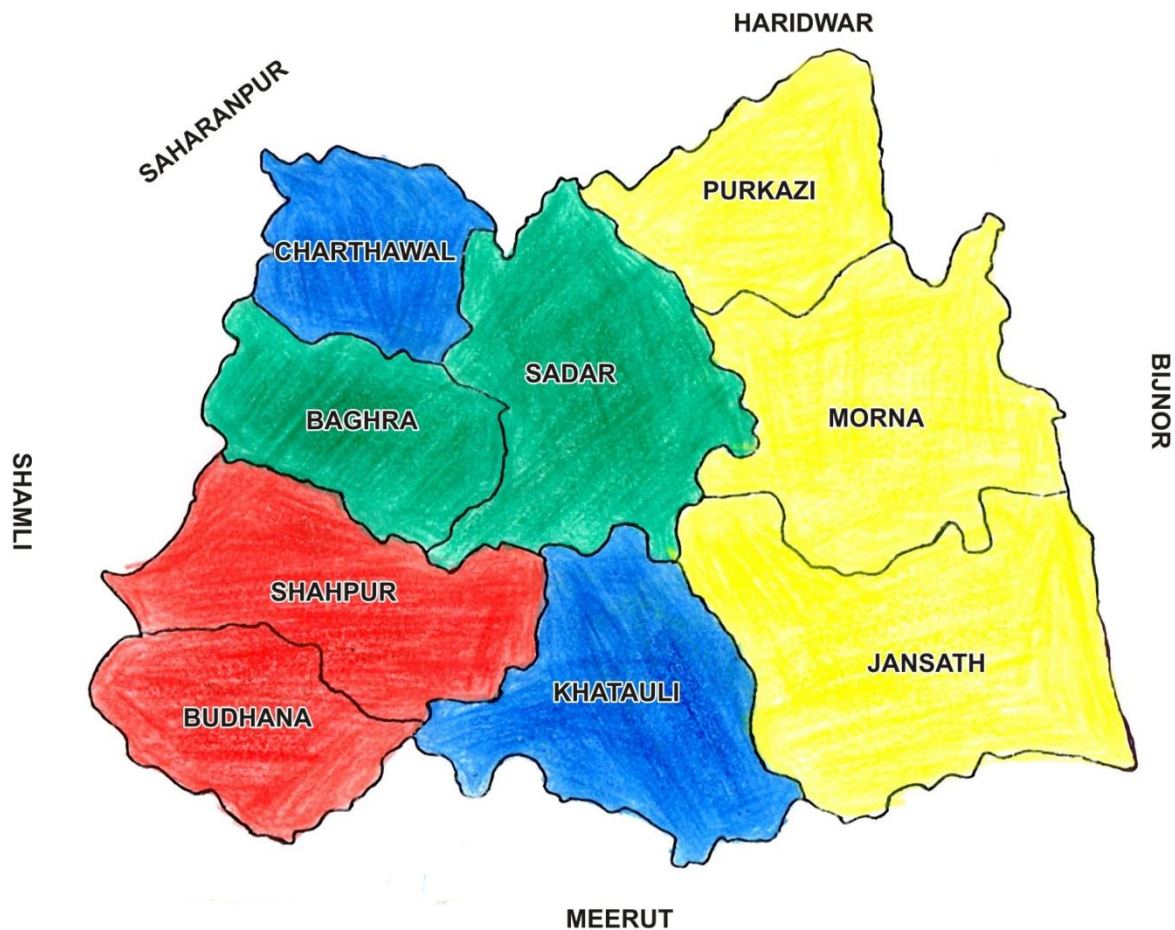 HARIDWAR
SAHARANPUR
PURKAZI
CHARTHAWAL
SADAR
BAGHRA
MORNA
BIJNOR
SHAMLI
SHAHPUR
JANSATH
KHATAULI
BUDHANA
MEERUT